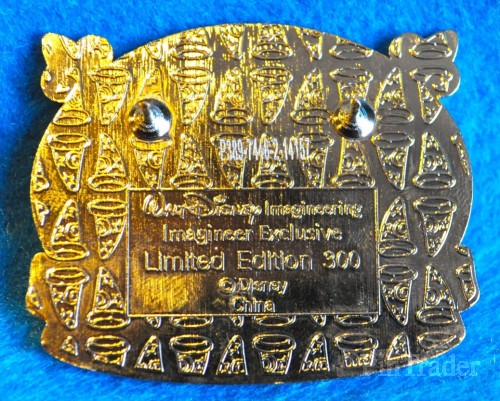 Walt Disney Imagineering
Imagineer Exclusive
Limited Edition 300
©Disney
China